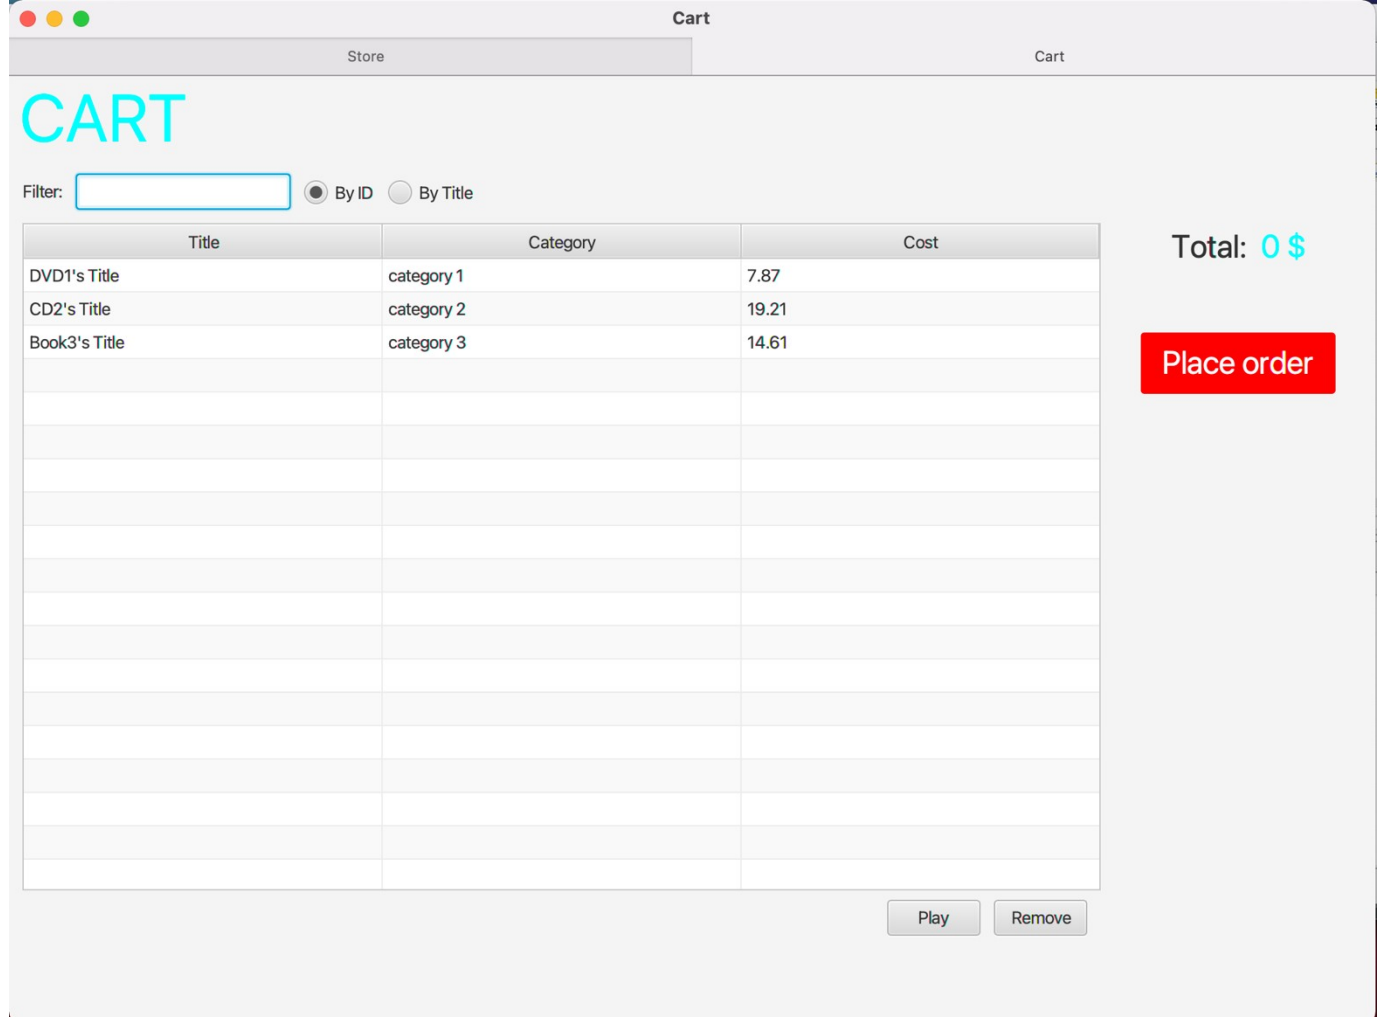 Cart
Store Cart
CART
Filter: By ID By Title
Title Category Cost
Total: 0 $
DVD1's Title category 1 7.87
CD2's Title category 2 19.21
Book3's Title category 3 14.61
Place order
Play Remove